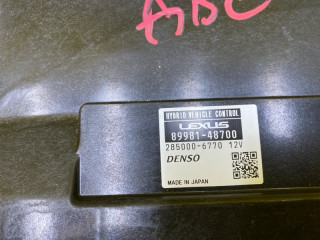 ABC
HYBRID VEHICLE CONTROL
LEXUS
89981-48700
285000-6770 12V
DENSO
MADE IN JAPAN